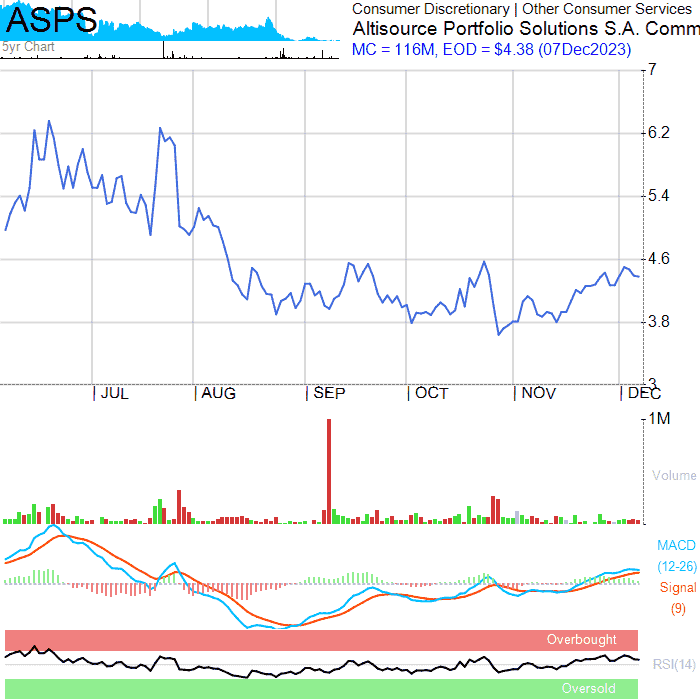 ASPS
5yr Chart
Consumer Discretionary | Other Consumer Services
Altisource Portfolio Solutions S.A. Comm
MC = 116M, EOD = $4.38 (07Dec2023)
7
6.2
5.4
4.6
3.8
3
JUL
AUG
SEP
OCT
NOV
DEC
1M
Volume
MACD
(12-26)
Signal
(9)
Overbought
RSI(14)
Oversold